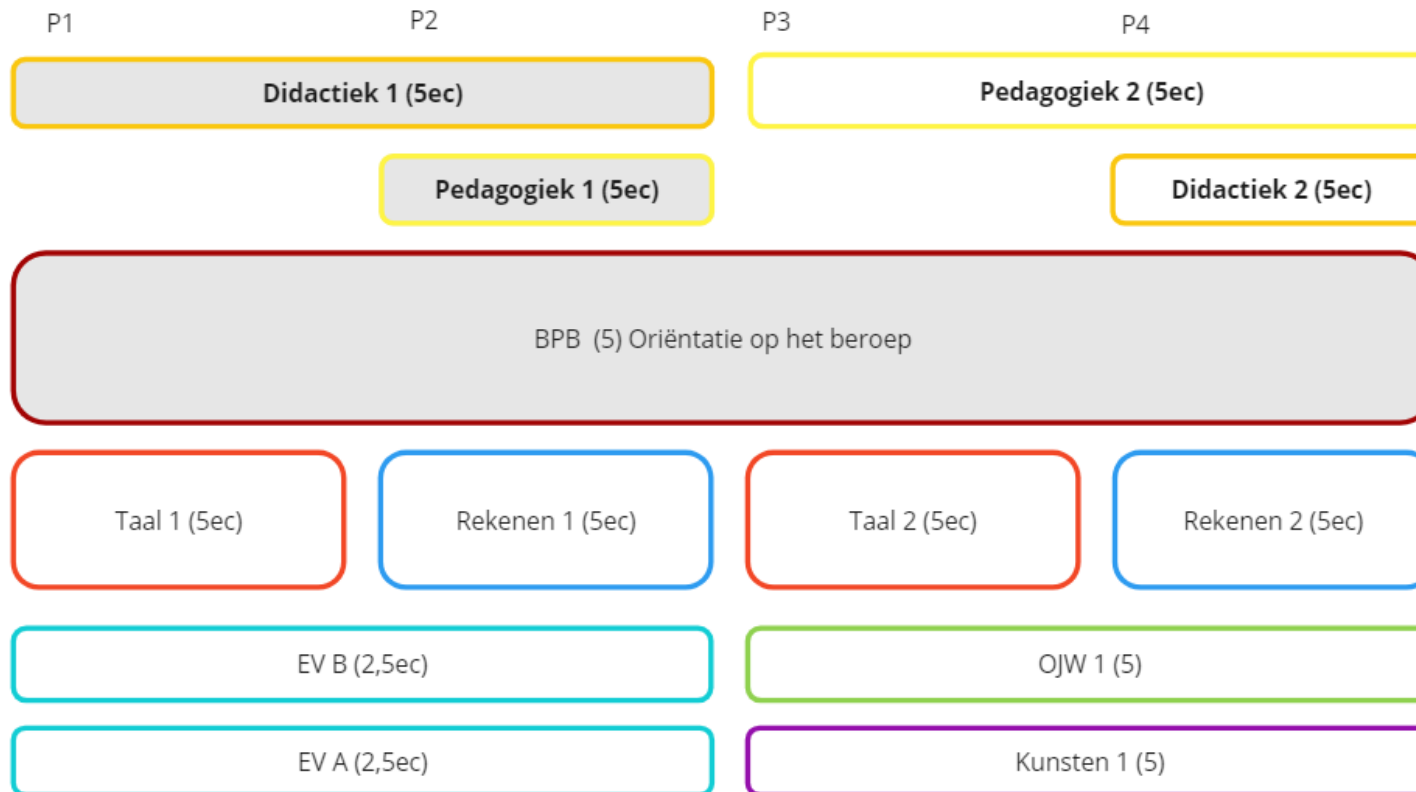 P1 P2 P3 P4
Didactiek 1 (5ec) Pedagogiek 2 (5ec)
Pedagogiek 1 (5ec) Didactiek 2 (5ec)
BPB (5) Oriëntatie op het beroep
Taal 1 (5ec) Rekenen 1 (5ec) Taal 2 (5ec) Rekenen 2 (5ec)
EV B (2,5ec) OJW 1 (5)
EV A (2,5ec) Kunsten 1 (5)